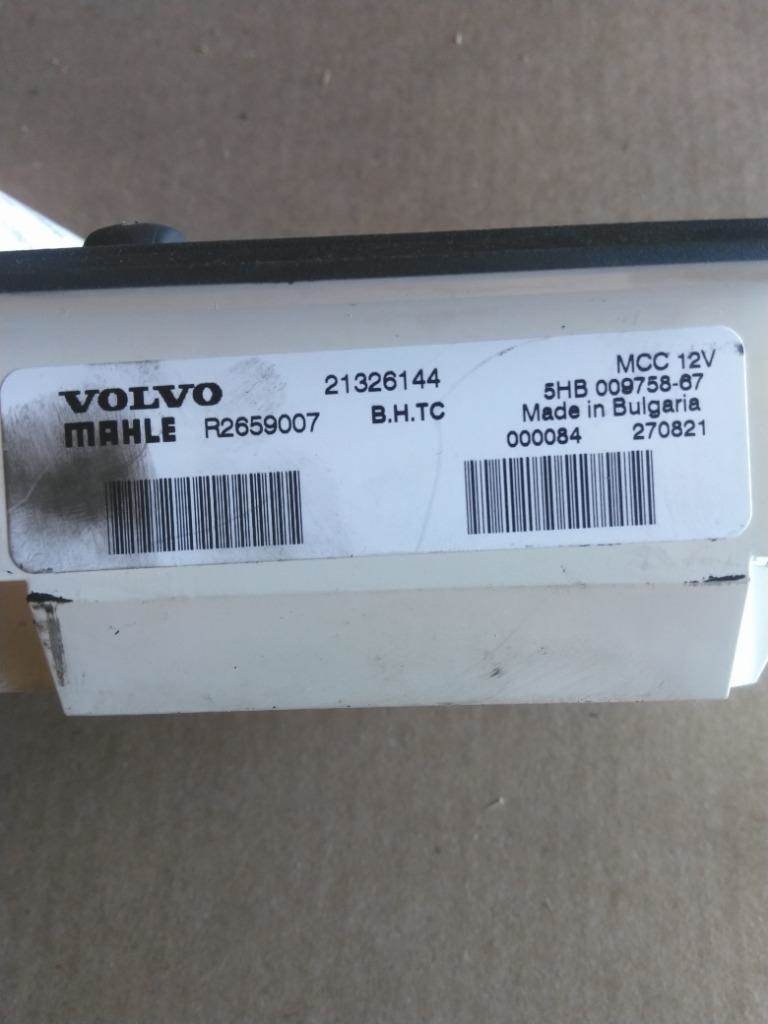 VOLVO 21326144 MCC 12V
MAHLE R2659007 B.H.TC 5HB 009758-67
Made in Bulgaria
000084 270821